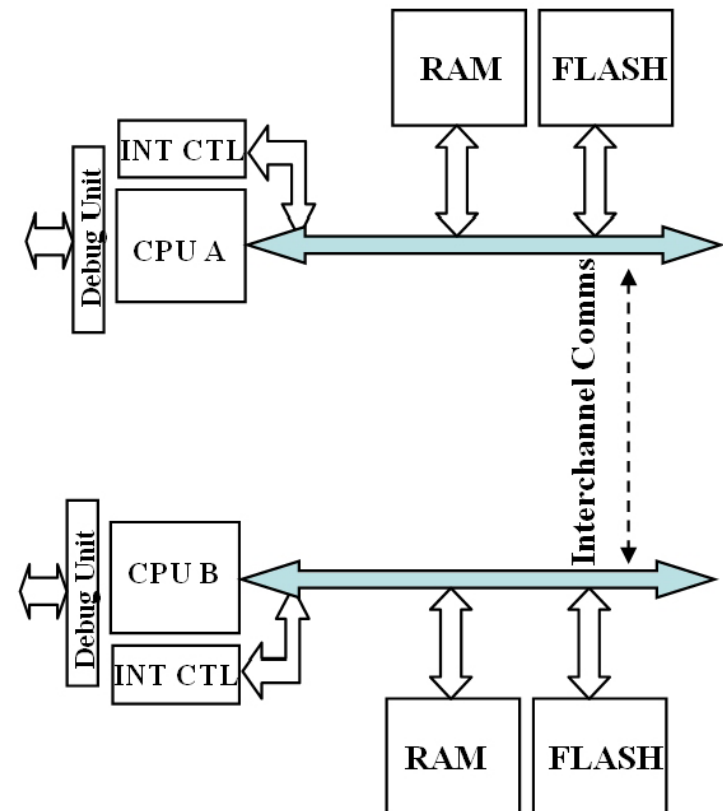 RAM
FLASH
INT CTL
Debug Unit
CPU A
Interchannel Comms
Debug Unit
CPU B
INT CTL
RAM
FLASH